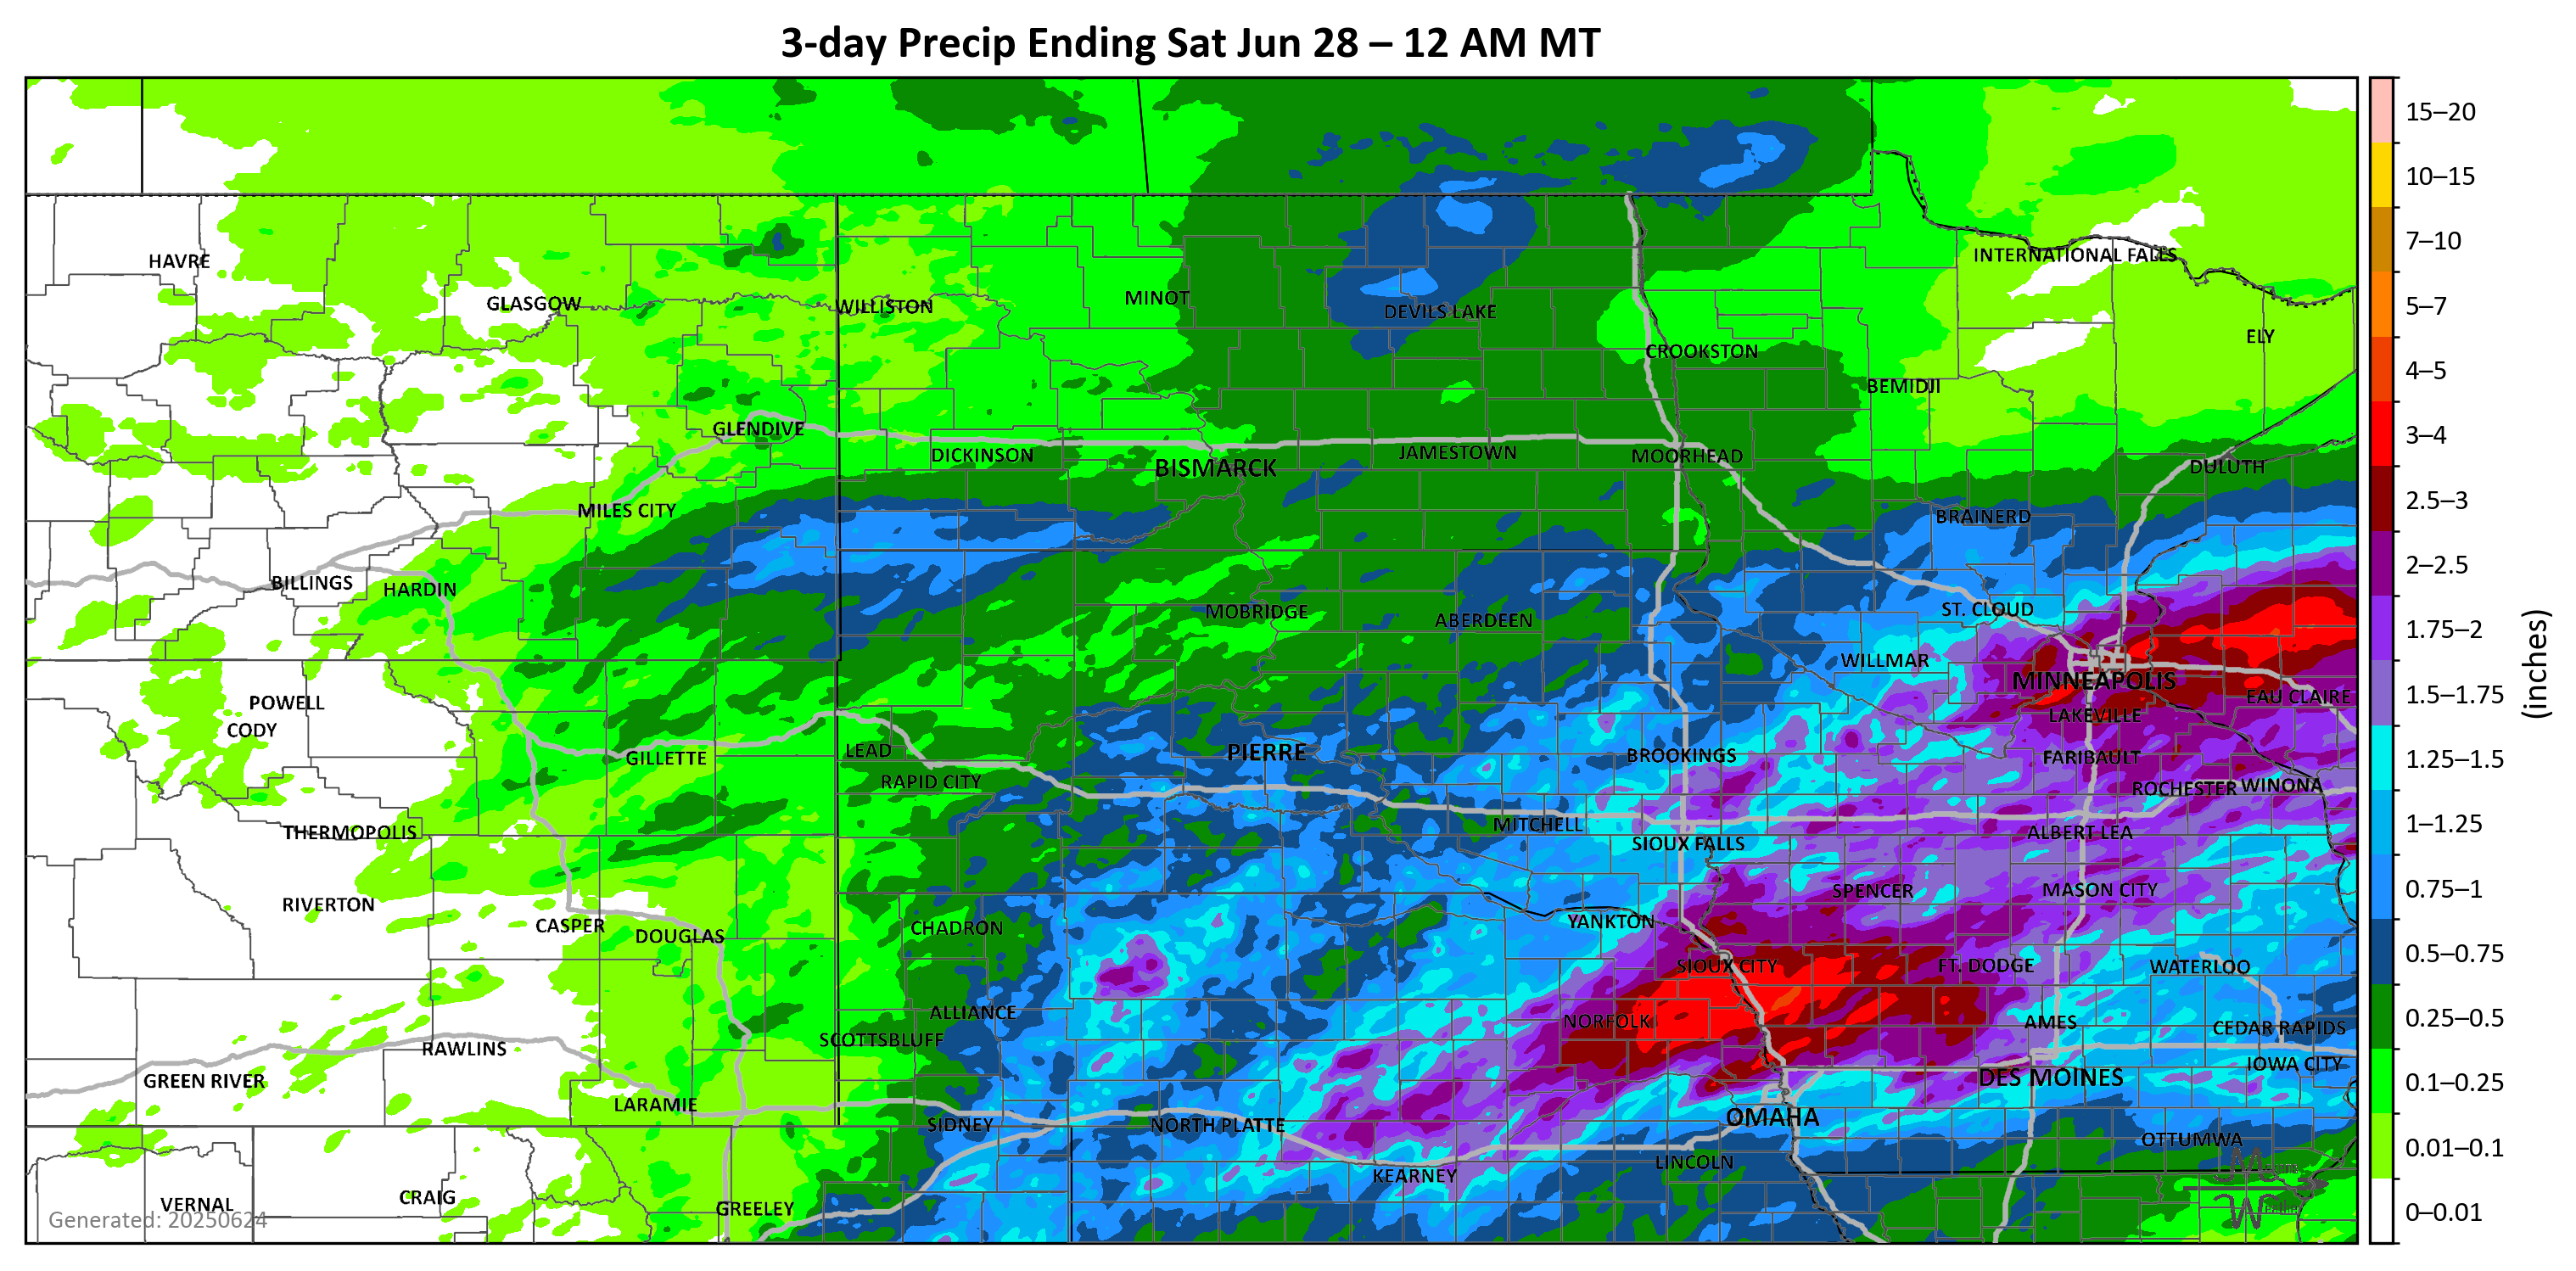 3-day Precip Ending Sat Jun 28 – 12 AM MT
15–20
10–15
7–10
5–7
4–5
3–4
2.5–3
2–2.5
1.75–2
1.5–1.75
1.25–1.5
1–1.25
0.75–1
0.5–0.75
0.25–0.5
0.1–0.25
0.01–0.1
0–0.01
(inches)
HAVRE
INTERNATIONAL FALLS
GLASGOW
WILLISTON
MINOT
DEVILS LAKE
ELY
CROOKSTON
BEMIDJI
GLENDIVE
DICKINSON
BISMARCK
JAMESTOWN
MOORHEAD
DULUTH
MILES CITY
BRAINERD
BILLINGS
HARDIN
MOBRIDGE
ABERDEEN
ST. CLOUD
WILLMAR
MINNEAPOLIS
EAU CLAIRE
POWELL
CODY
LAKEVILLE
GILLETTE
LEAD
PIERRE
BROOKINGS
FARIBAULT
RAPID CITY
ROCHESTER
WINONA
THERMOPOLIS
MITCHELL
ALBERT LEA
SIOUX FALLS
RIVERTON
SPENCER
MASON CITY
CASPER
DOUGLAS
CHADRON
YANKTON
SIOUX CITY
FT. DODGE
WATERLOO
ALLIANCE
NORFOLK
AMES
CEDAR RAPIDS
SCOTTSBLUFF
RAWLINS
IOWA CITY
GREEN RIVER
DES MOINES
LARAMIE
OMAHA
SIDNEY
NORTH PLATTE
OTTUMWA
LINCOLN
KEARNEY
VERNAL
CRAIG
GREELEY
Generated: 20250624